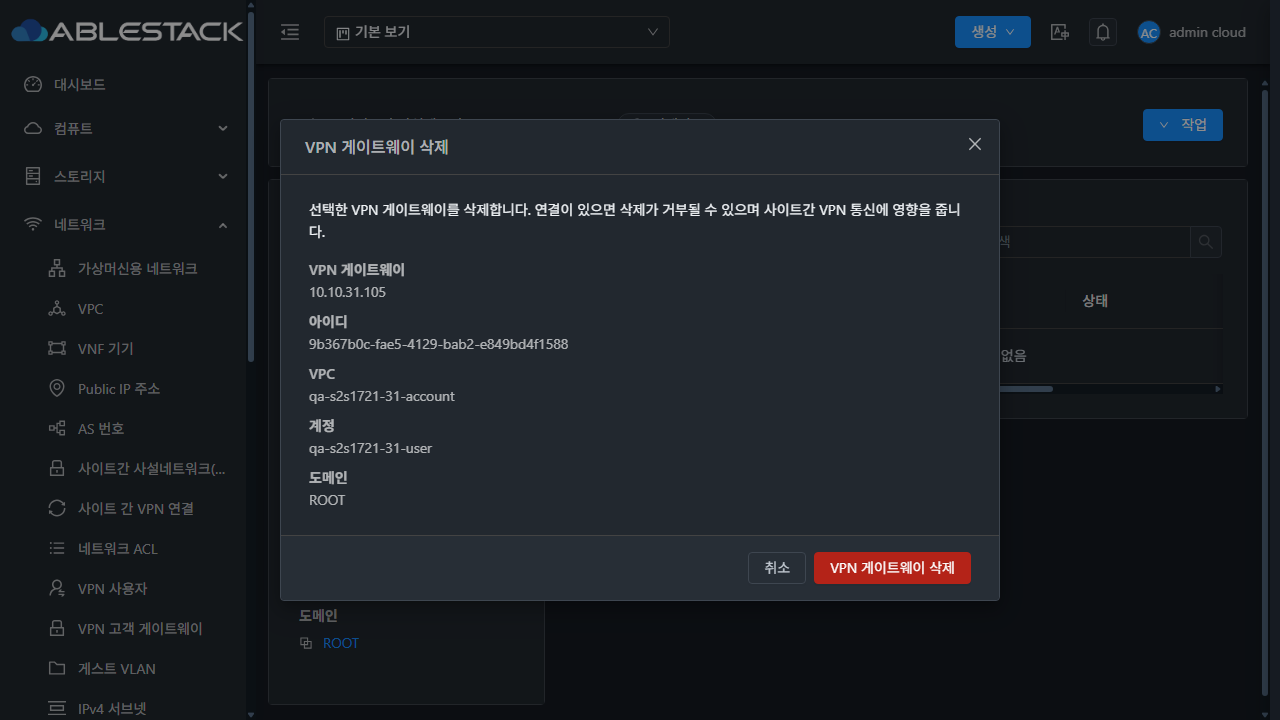 ABLESTACK
기본 보기
생성
AC
admin cloud
대시보드
컴퓨트
스토리지
네트워크
가상머신용 네트워크
VPC
VNF 기기
Public IP 주소
AS 번호
사이트간 사설네트워크(...
사이트 간 VPN 연결
네트워크 ACL
VPN 사용자
VPN 고객 게이트웨이
게스트 VLAN
IPv4 서브넷
작업
색
상태
없음
VPN 게이트웨이 삭제
선택한 VPN 게이트웨이를 삭제합니다. 연결이 있으면 삭제가 거부될 수 있으며 사이트간 VPN 통신에 영향을 줍니
다.
VPN 게이트웨이
10.10.31.105
아이디
9b367b0c-fae5-4129-bab2-e849bd4f1588
VPC
qa-s2s1721-31-account
계정
qa-s2s1721-31-user
도메인
ROOT
취소
VPN 게이트웨이 삭제
도메인
ROOT